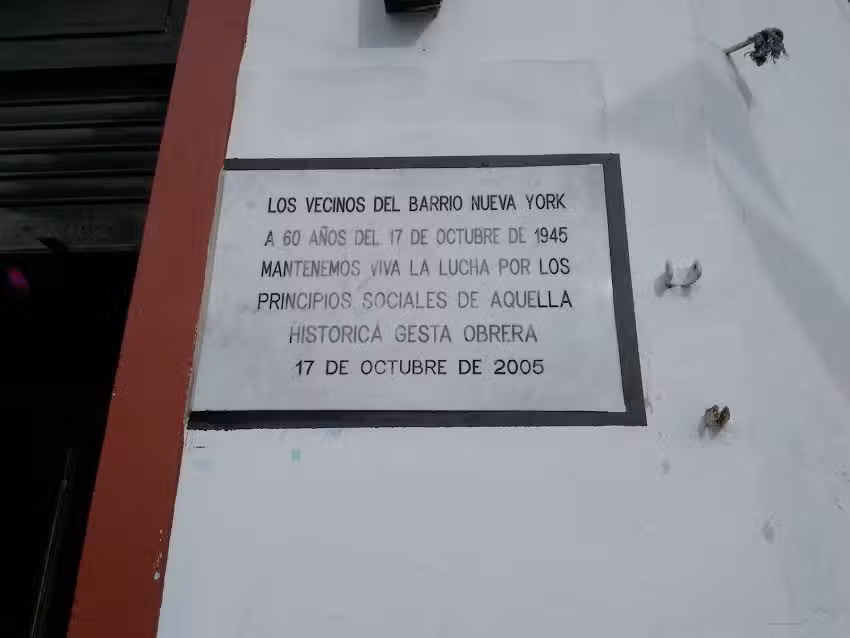 LOS VECINOS DEL BARRIO NUEVA YORK
A 60 AÑOS DEL 17 DE OCTUBRE DE 1945
MANTENEMOS VIVA LA LUCHA POR LOS
PRINCIPIOS SOCIALES DE AQUELLA
HISTORICA GESTA OBRERA
17 DE OCTUBRE DE 2005